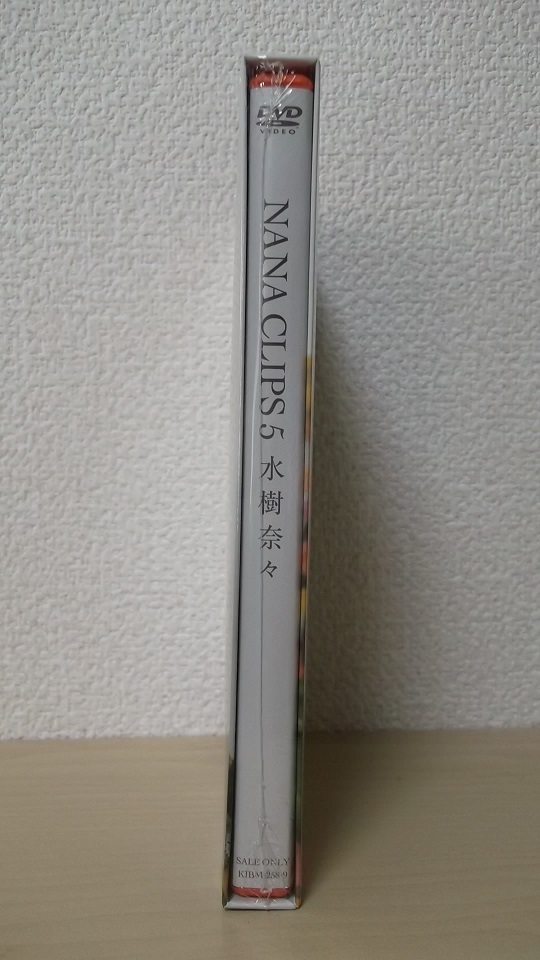 DVD
VIDEO
NANA CLIPS 5 水樹奈々
SALE ONLY
KIBM-258~9